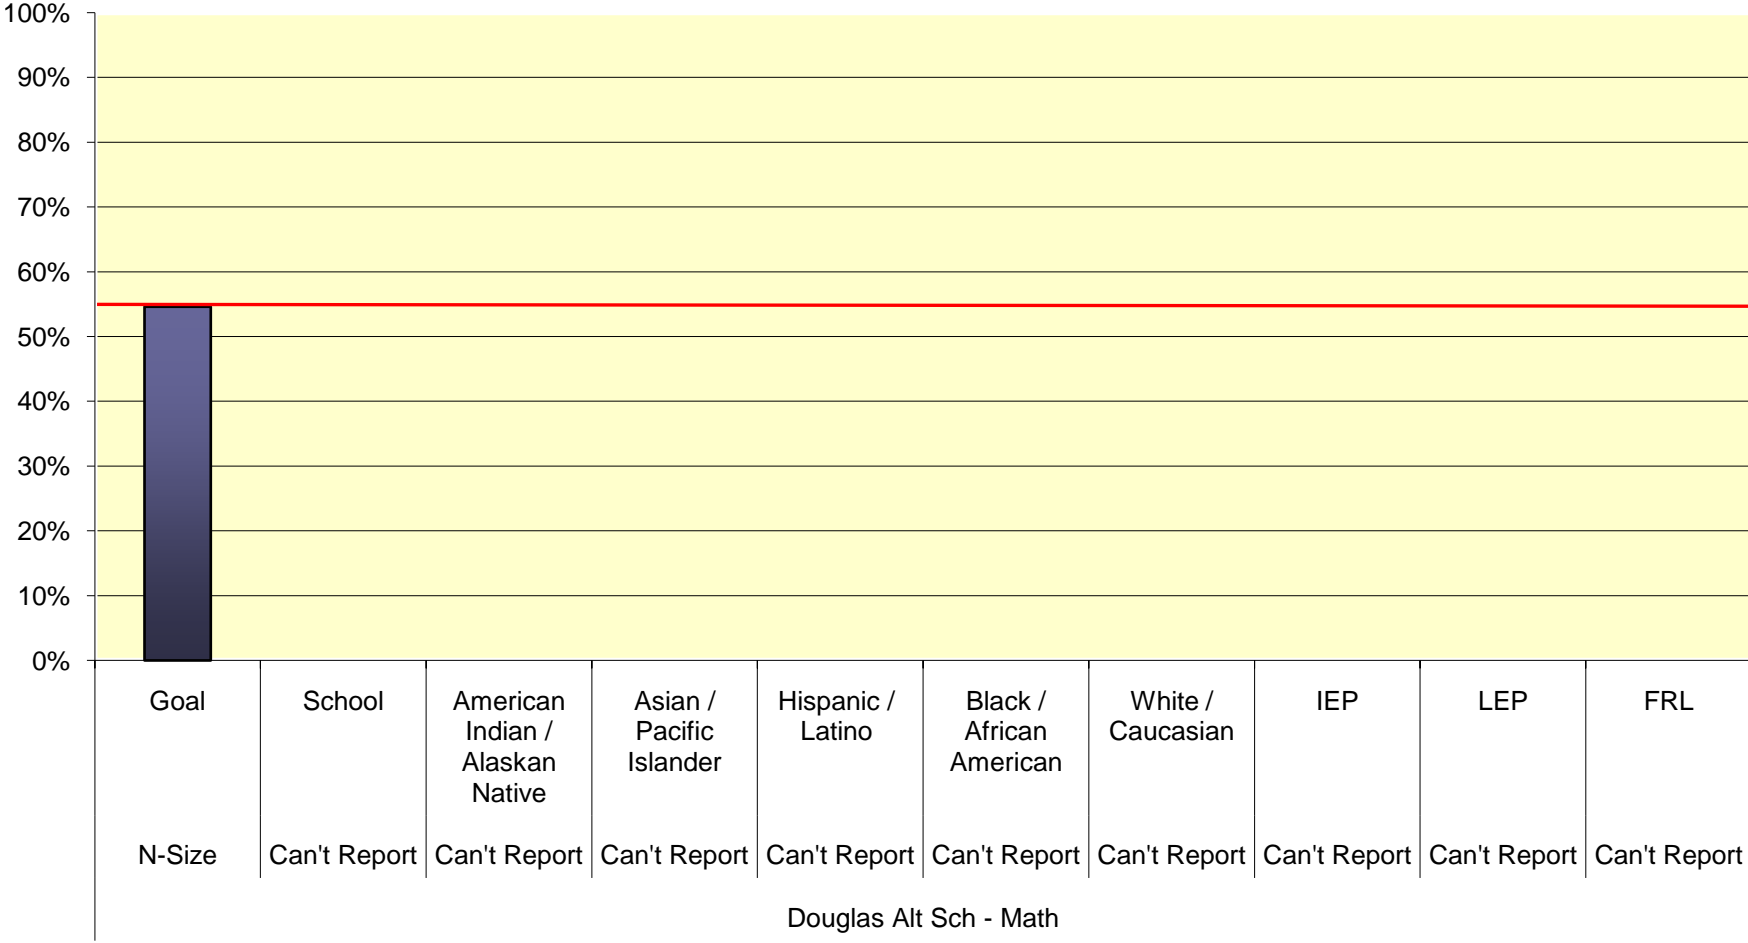 100%
90%
80%
70%
60%
50%
40%
30%
20%
10%
0%
Goal
School
American
Indian /
Alaskan
Native
Asian /
Pacific
Islander
Hispanic /
Latino
Black /
African
American
White /
Caucasian
IEP
LEP
FRL
N-Size
Can't Report
Can't Report
Can't Report
Can't Report
Can't Report
Can't Report
Can't Report
Can't Report
Can't Report
Douglas Alt Sch - Math